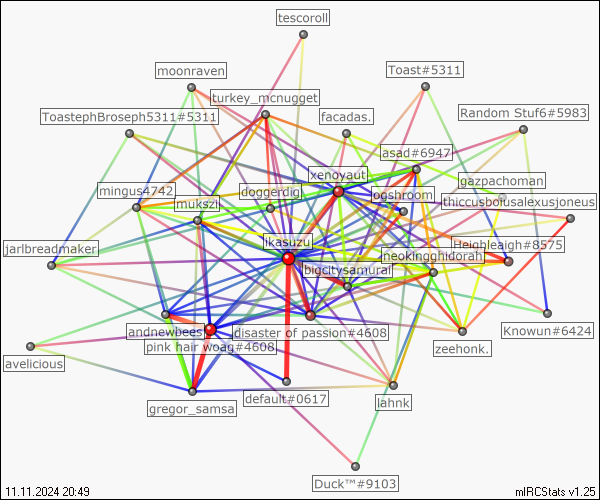 tescoroll
moonraven
Toast#5311
turkey_mcnugget
ToastephBroseph5311#5311
facadas.
Random Stuf6#5983
asad#6947
xenoyaut
gazpachoman
mingus4742
doggerdig
ogshroom
mukszi
thiccusbotusalexusjoneus
ikasuzu
Heighleigh#8575
jarlbreadmaker
neokingghidorah
bigcitysamurai
andnewbees
disaster of passion#4608
Knowun#6424
pink hair woag#4608
zeehonk.
avelicious
default#0617
lahnk
gregor_samsa
Duck™#9103
11.11.2024 20:49
mIRCStats v1.25